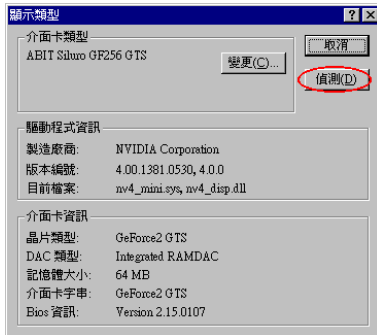 顯示類型
介面卡類型
ABIT Siluro GF256 GTS
變更(C)...
取消
偵測(D)
驅動程式資訊
製造廠商: NVIDIA Corporation
版本編號: 4.00.1381.0530, 4.0.0
目前檔案: nv4_mini.sys, nv4_disp.dll
介面卡資訊
晶片類型: GeForce2 GTS
DAC 類型: Integrated RAMDAC
記憶體大小: 64 MB
介面卡字串: GeForce2 GTS
Bios 資訊: Version 2.15.0107